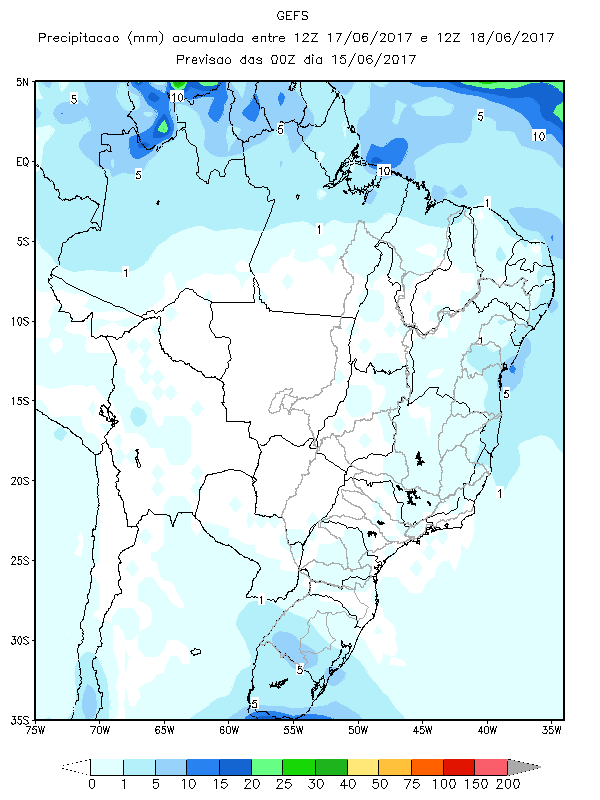 GEFS
Precipitacao (mm) acumulada entre 12Z 17/06/2017 e 12Z 18/06/2017
Previsao das 00Z dia 15/06/2017
5N
5
10
5
5
10
EQ
5
10
1
5S
1
1
10S
1
15S
5
20S
1
25S
1
30S
5
5
35S
75W 70W 65W 60W 55W 50W 45W 40W 35W
0 1 5 10 15 20 25 30 40 50 75 100 150 200